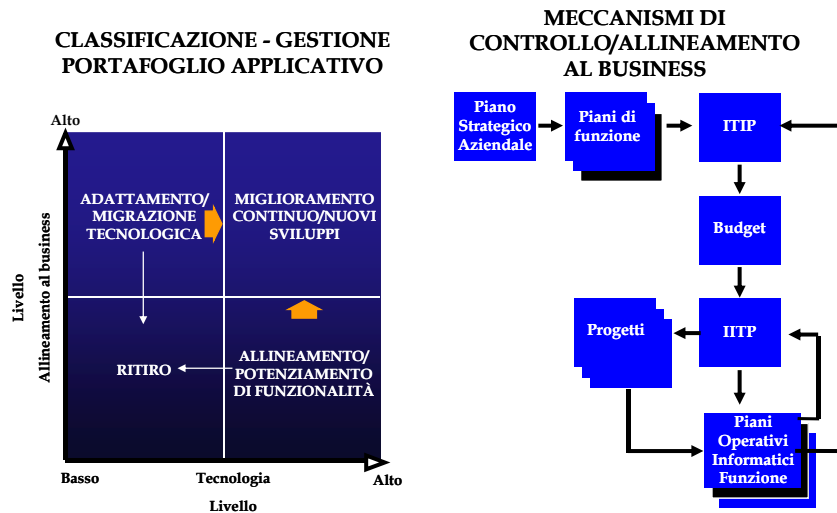 CLASSIFICAZIONE - GESTIONE
PORTAFOGLIO APPLICATIVO
Alto
ADATTAMENTO/
MIGRAZIONE
TECNOLOGICA
MIGLIORAMENTO
CONTINUO/NUOVI
SVILUPPI
Livello
Allineamento al business
RITIRO
ALLINEAMENTO/
POTENZIAMENTO
DI FUNZIONALITÀ
Basso
Tecnologia
Alto
Livello
MECCANISMI DI
CONTROLLO/ALLINEAMENTO
AL BUSINESS
Piano
Strategico
Aziendale
Piani di
funzione
ITIP
Budget
Progetti
IITP
Piani
Operativi
Informatici
Funzione